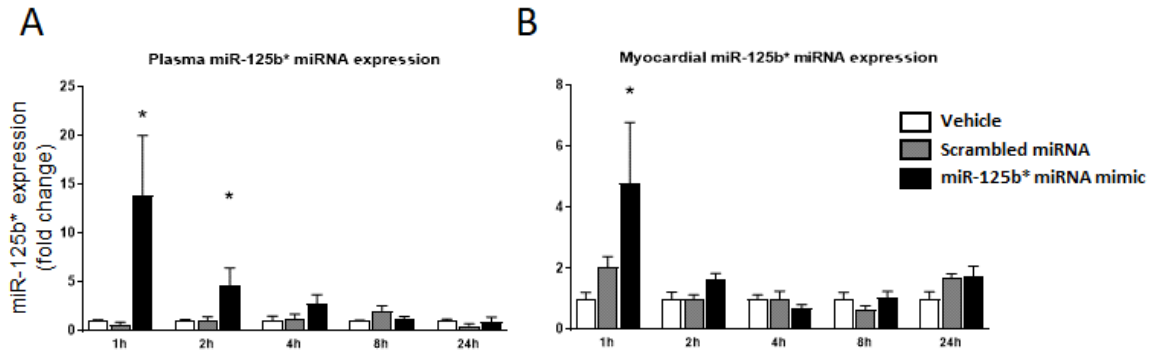 A
B
Plasma miR-125b* miRNA expression
Myocardial miR-125b* miRNA expression
miR-125b* expression
(fold change)
25
20
15
10
5
0
*
*
1h
2h
4h
8h
24h
8
6
4
2
0
*
1h
2h
4h
8h
24h
Vehicle
Scrambled miRNA
miR-125b* miRNA mimic